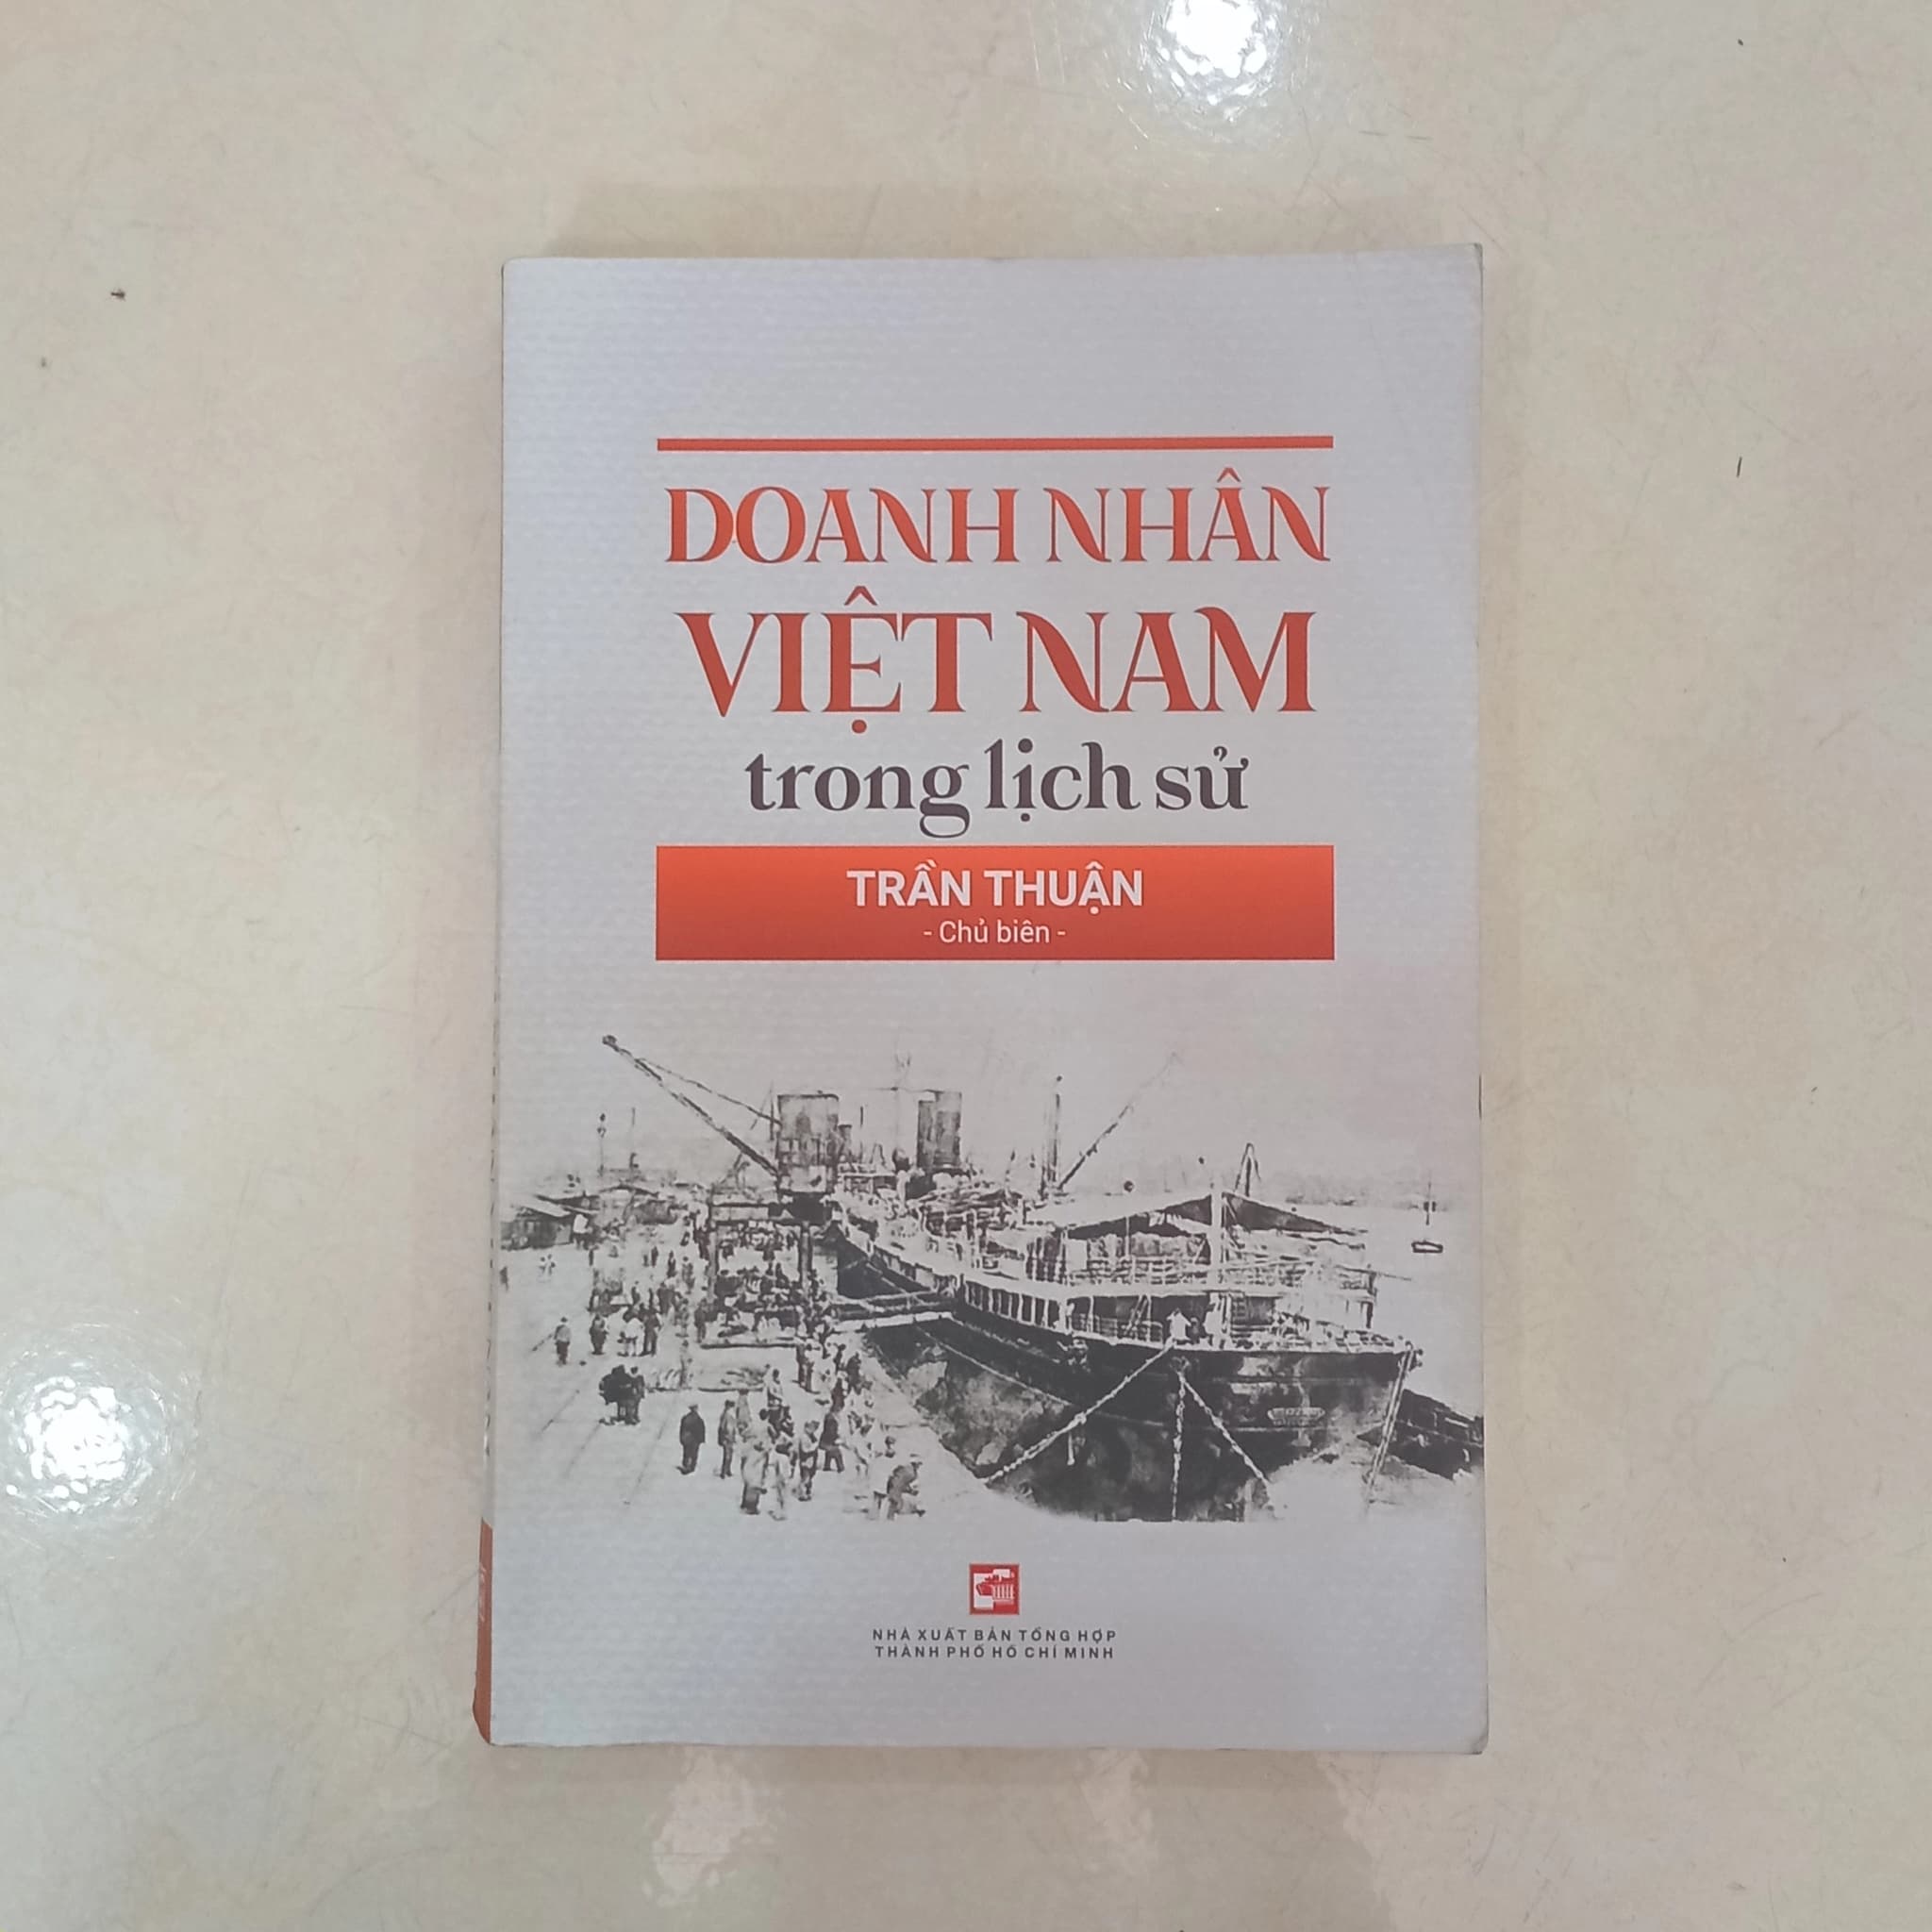 DOANH NHÂN
VIỆT NAM
trong lịch sử
TRẦN THUẬN
- Chủ biên -
NHÀ XUẤT BẢN TỔNG HỢP
THÀNH PHỐ HỒ CHÍ MINH